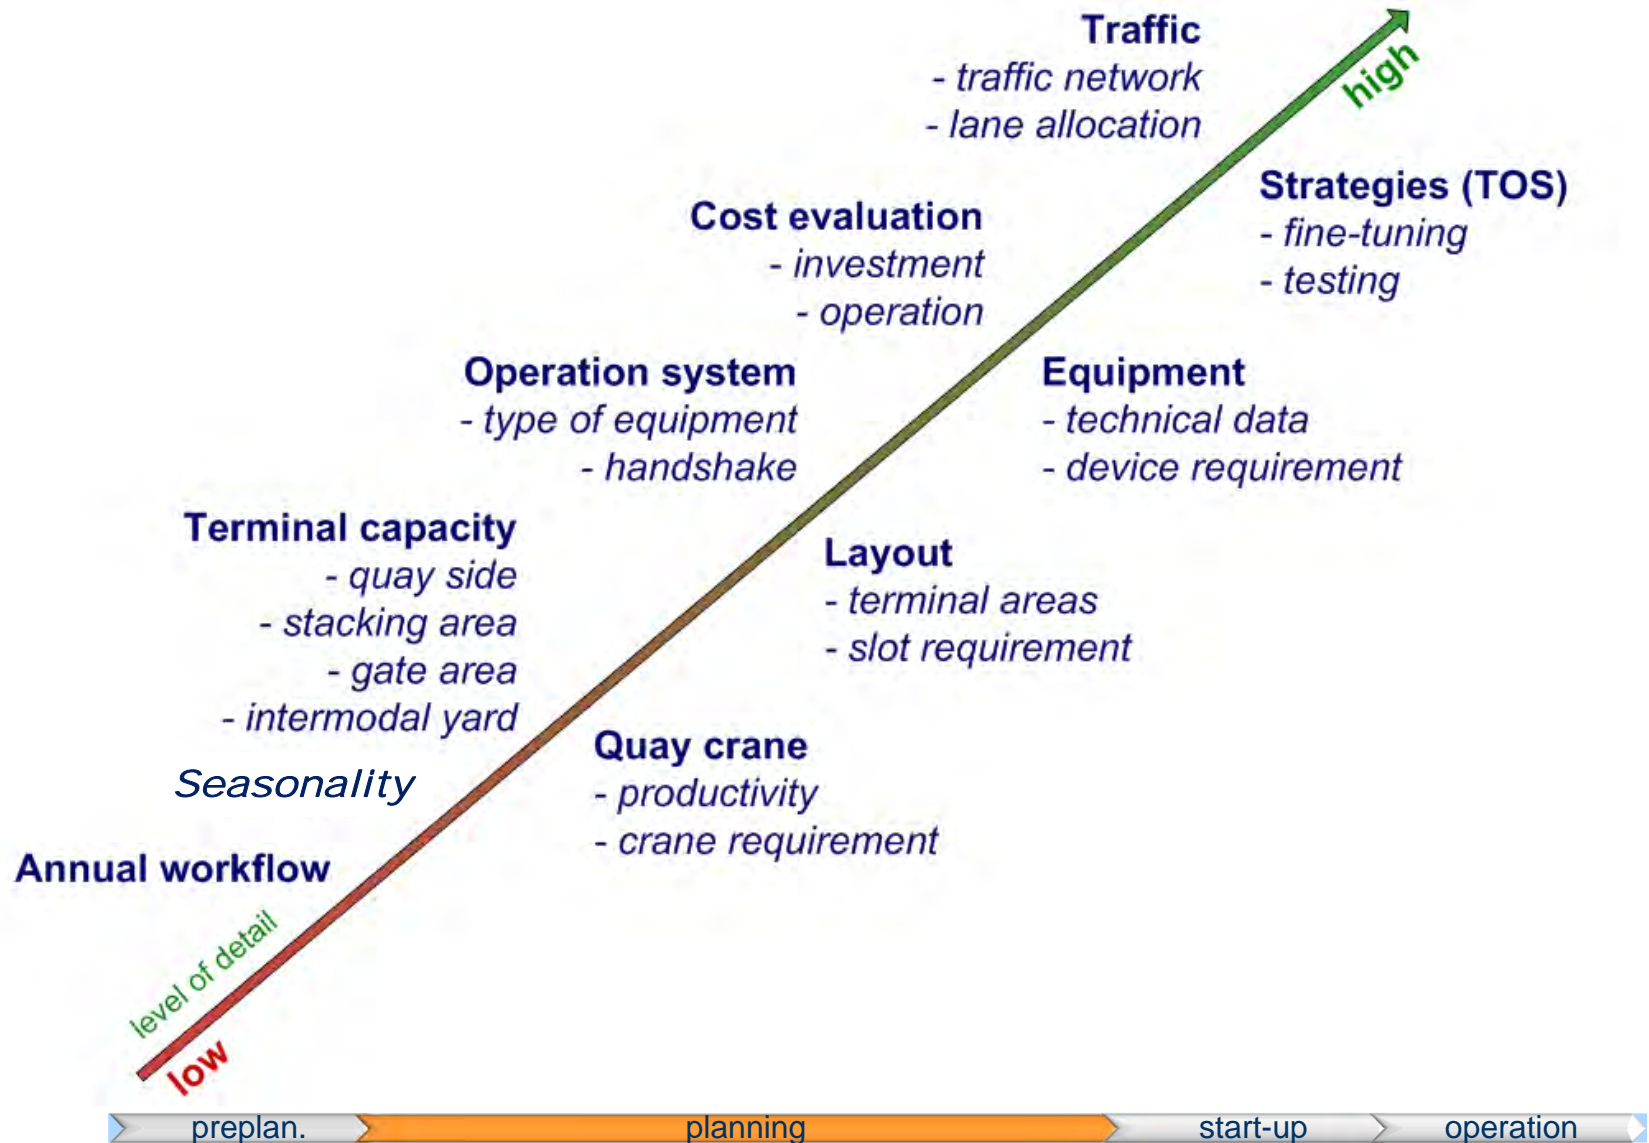 Traffic
- traffic network
- lane allocation
high
Strategies (TOS)
- fine-tuning
- testing
Cost evaluation
- investment
- operation
Operation system
- type of equipment
- handshake
Equipment
- technical data
- device requirement
Terminal capacity
- quay side
- stacking area
- gate area
- intermodal yard
Layout
- terminal areas
- slot requirement
Seasonality
Quay crane
- productivity
- crane requirement
Annual workflow
level of detail
low
preplan.
planning
start-up
operation